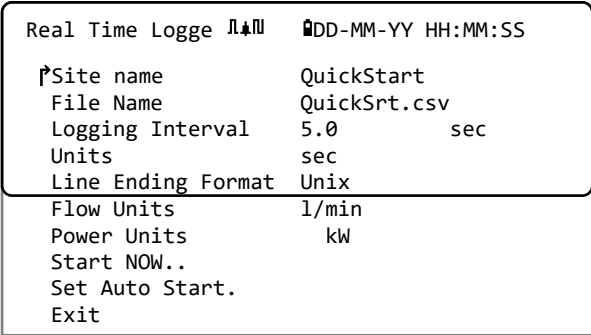 Real Time Logge DD-MM-YY HH:MM:SS
Site name QuickStart
File Name QuickSrt.csv
Logging Interval 5.0 sec
Units sec
Line Ending Format Unix
Flow Units l/min
Power Units kW
Start NOW..
Set Auto Start.
Exit